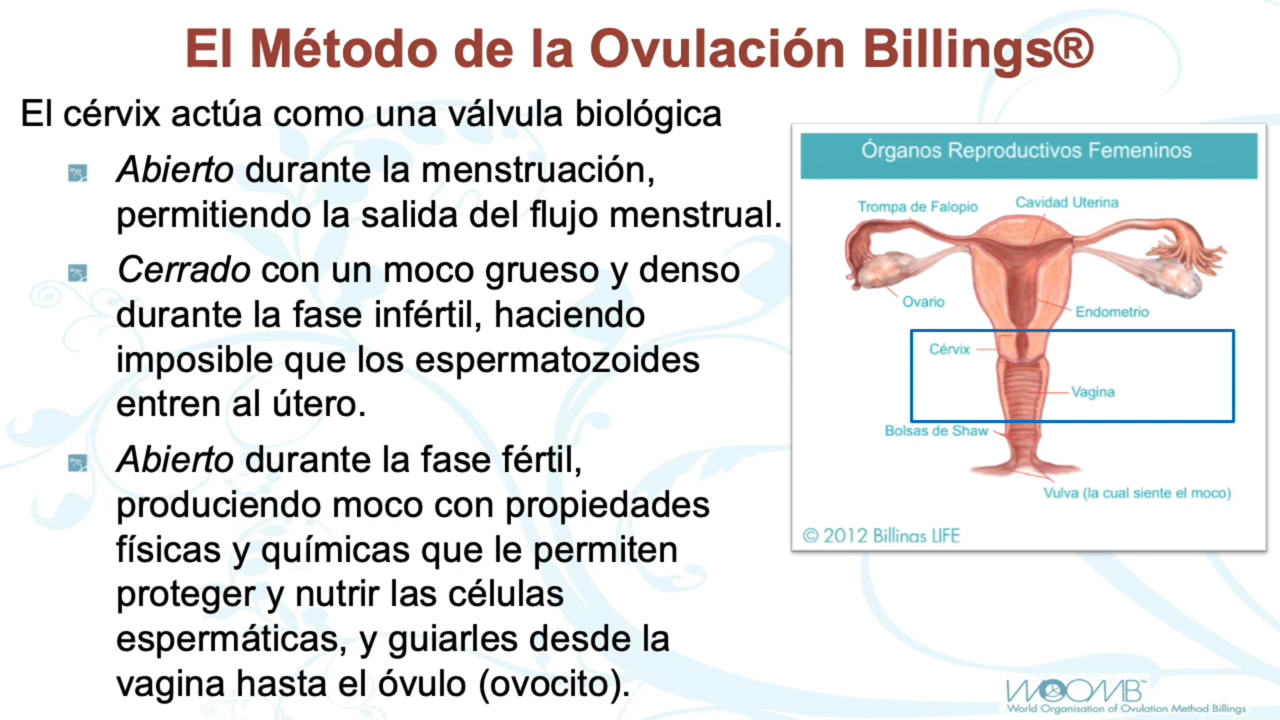 El Método de la Ovulación Billings®
El cérvix actúa como una válvula biológica
Abierto durante la menstruación,
permitiendo la salida del flujo menstrual.
Cerrado con un moco grueso y denso
durante la fase infértil, haciendo
imposible que los espermatozoides
entren al útero.
Abierto durante la fase fértil,
produciendo moco con propiedades
físicas y químicas que le permiten
proteger y nutrir las células
espermáticas, y guiarles desde la
vagina hasta el óvulo (ovocito).
Órganos Reproductivos Femeninos
Trompa de Falopio
Cavidad Uterina
Ovario
Endometrio
Cérvix
Vagina
Bolsas de Shaw
Vulva (la cual siente el moco)
© 2012 Billings LIFE
WOOMB™
World Organisation of Ovulation Method Billings